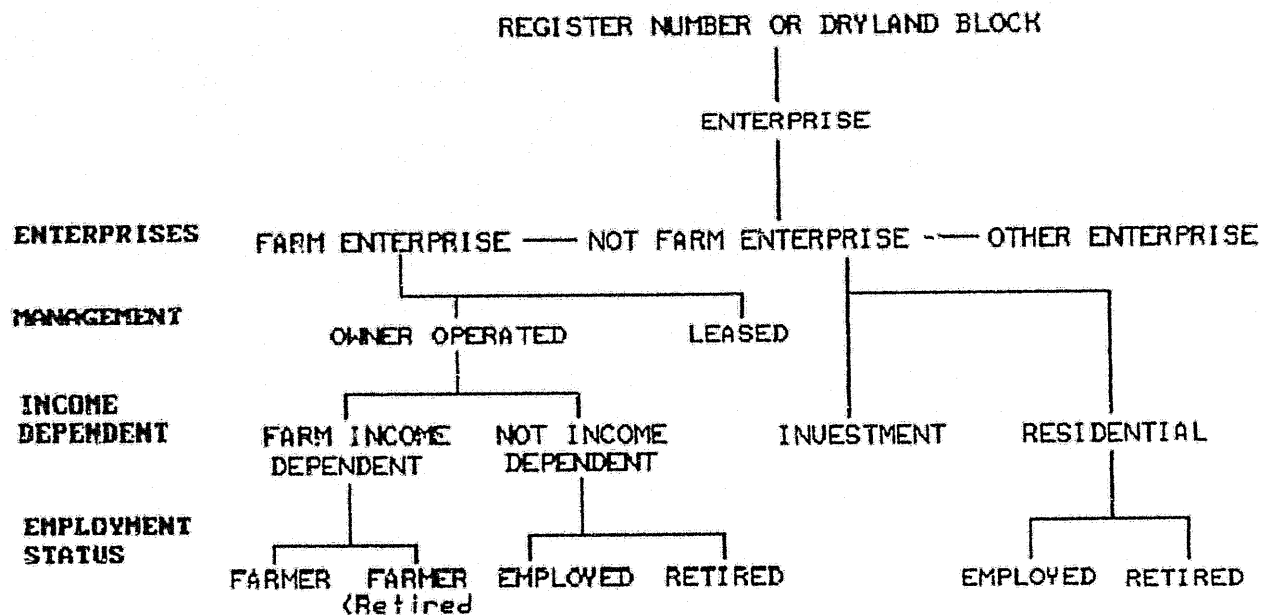 REGISTER NUMBER OR DRYLAND BLOCK
ENTERPRISE
ENTERPRISES FARM ENTERPRISE NOT FARM ENTERPRISE OTHER ENTERPRISE
MANAGEMENT OWNER OPERATED LEASED
INCOME
DEPENDENT FARM INCOME NOT INCOME INVESTMENT RESIDENTIAL
DEPENDENT DEPENDENT
EMPLOYMENT
STATUS
FARMER FARMER EMPLOYED RETIRED EMPLOYED RETIRED
(Retired